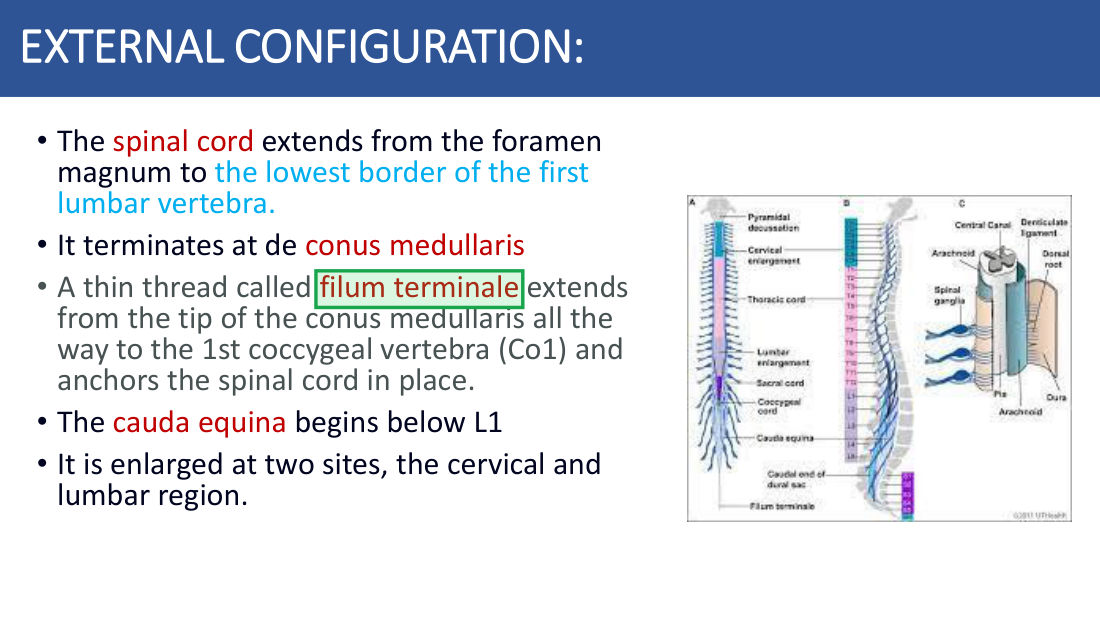 EXTERNAL CONFIGURATION:
• The spinal cord extends from the foramen
magnum to the lowest border of the first
lumbar vertebra.
• It terminates at de conus medullaris
• A thin thread called filum terminale extends
from the tip of the conus medullaris all the
way to the 1st coccygeal vertebra (Co1) and
anchors the spinal cord in place.
• The cauda equina begins below L1
• It is enlarged at two sites, the cervical and
lumbar region.
A
Pyramidal
decussation
Cervical
enlargement
Thoracic cord
Lumbar
enlargement
Sacral cord
Coccygeal
cord
Cauda equina
Caudal end of
dural sac
Filum terminale
B
C
Central Canal
Denticulate
ligament
Arachnoid
Dorsal
root
Spinal
ganglia
Pia
Dura
Arachnoid
©2011 UTHealth